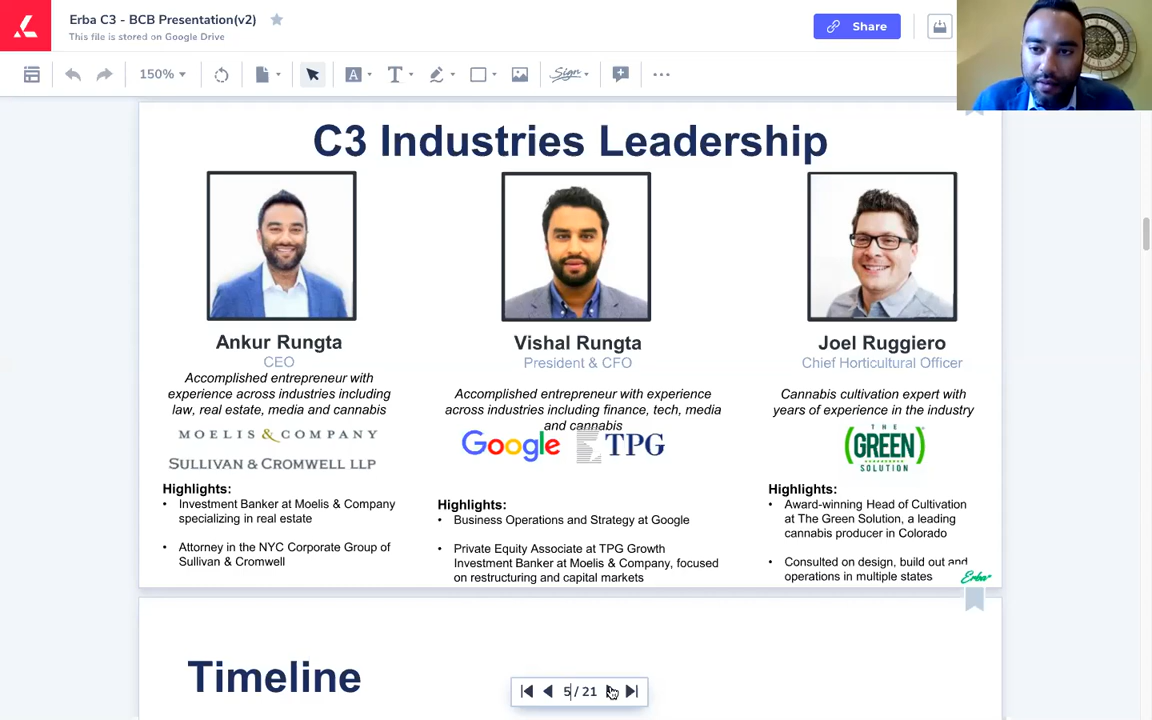 Erba C3 - BCB Presentation(v2)
This file is stored on Google Drive
Share
150%
A
T
Sign
C3 Industries Leadership
Ankur Rungta
CEO
Accomplished entrepreneur with
experience across industries including
law, real estate, media and cannabis
MOELIS & COMPANY
SULLIVAN & CROMWELL LLP
Highlights:
• Investment Banker at Moelis & Company
specializing in real estate
• Attorney in the NYC Corporate Group of
Sullivan & Cromwell
Vishal Rungta
President & CFO
Accomplished entrepreneur with experience
across industries including finance, tech, media
and cannabis
Google TPG
Highlights:
• Business Operations and Strategy at Google
• Private Equity Associate at TPG Growth
Investment Banker at Moelis & Company, focused
on restructuring and capital markets
Joel Ruggiero
Chief Horticultural Officer
Cannabis cultivation expert with
years of experience in the industry
THE
GREEN
SOLUTION
Highlights:
• Award-winning Head of Cultivation
at The Green Solution, a leading
cannabis producer in Colorado
• Consulted on design, build out and
operations in multiple states
Erba
Timeline
5 / 21